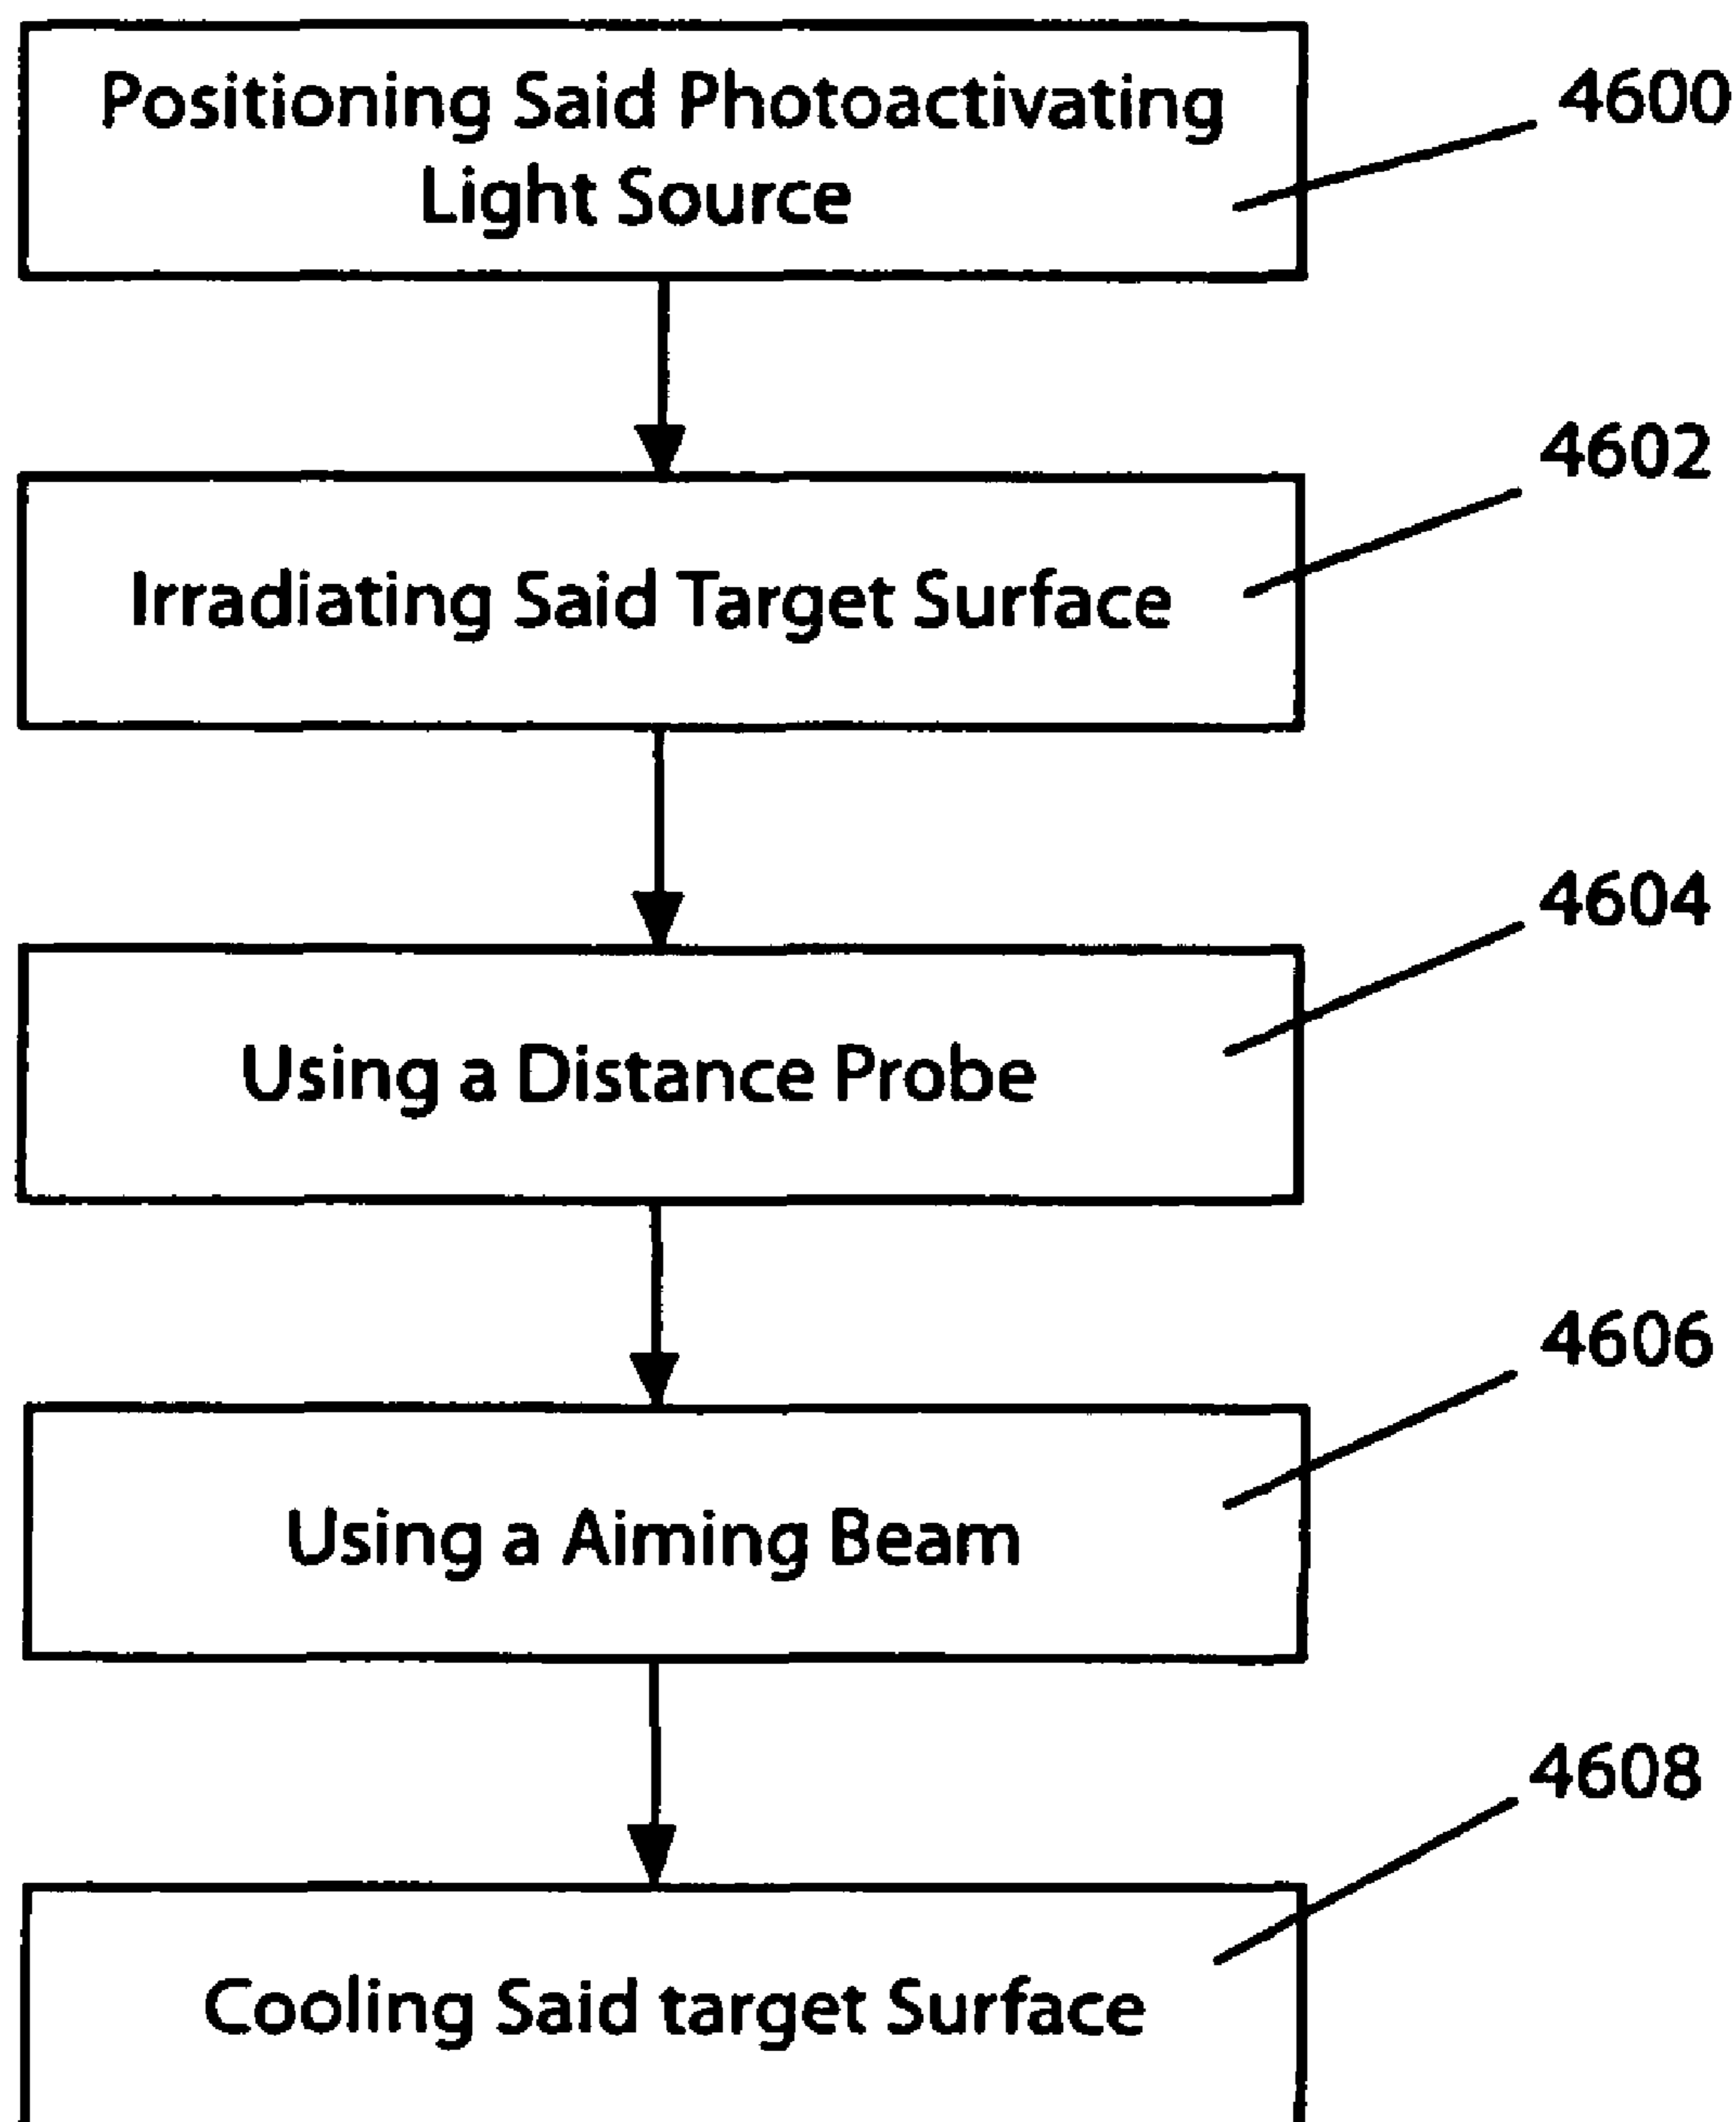 Positioning Said Photoactivating
Light Source
4600
4602
Irradiating Said Target Surface
4604
Using a Distance Probe
4606
Using a Aiming Beam
4608
Cooling Said target Surface